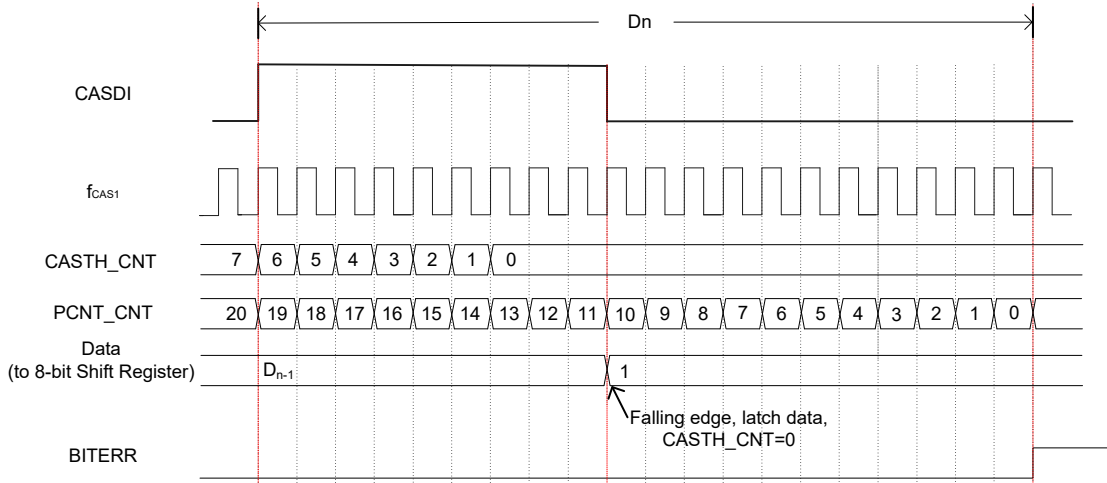 Dn
CASDI
fCAS1
CASTH_CNT 7 6 5 4 3 2 1 0
PCNT_CNT 20 19 18 17 16 15 14 13 12 11 10 9 8 7 6 5 4 3 2 1 0
Data
(to 8-bit Shift Register) Dn-1 1
Falling edge, latch data,
CASTH_CNT=0
BITERR